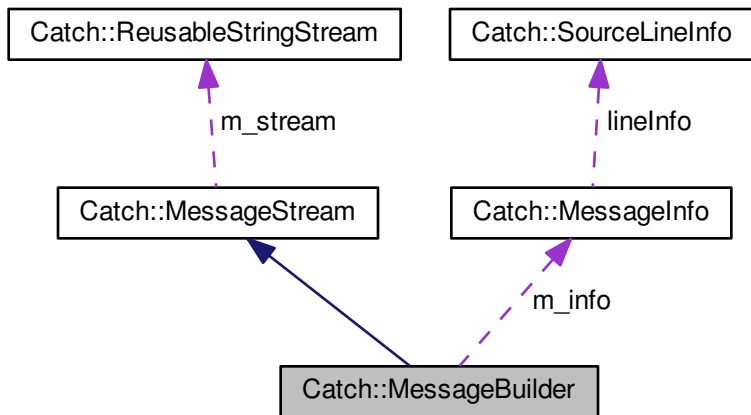 Catch::ReusableStringStream
Catch::SourceLineInfo
m_stream
lineInfo
Catch::MessageStream
Catch::MessageInfo
m_info
Catch::MessageBuilder